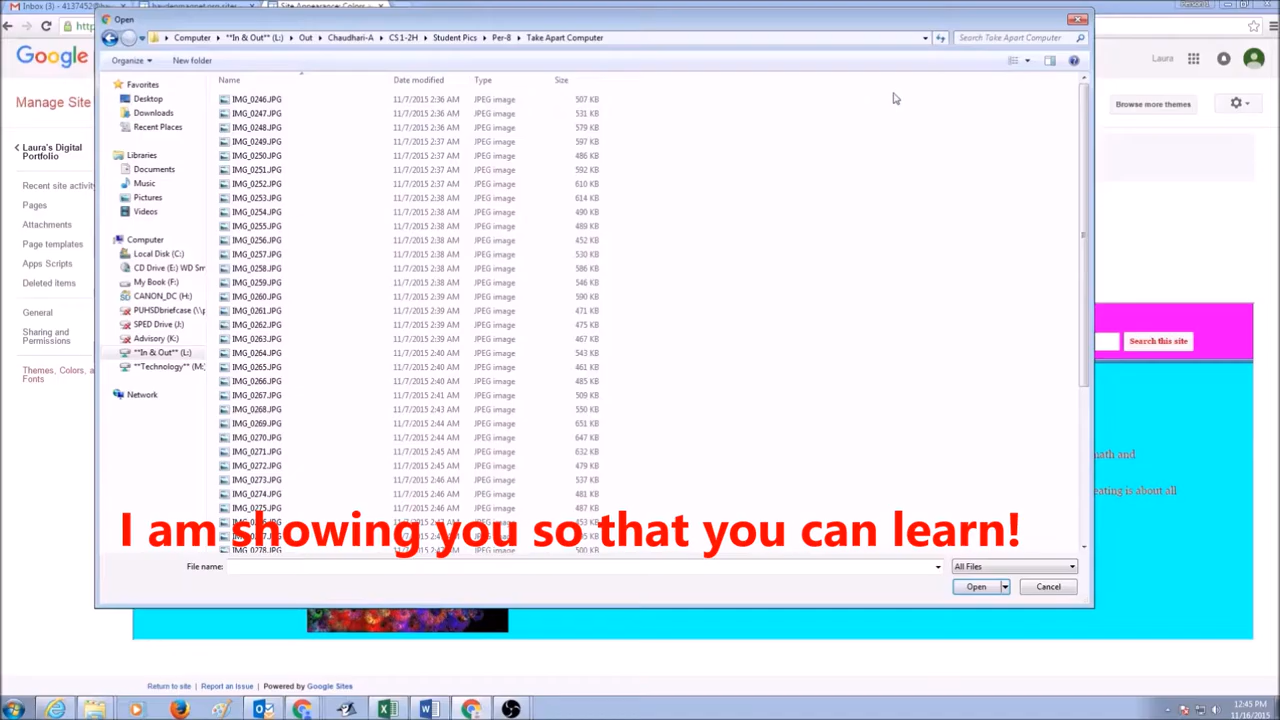 Inbox (3) - 4137452@
haydenmagnet.org sites
Site Appearance: Colors
Open
Computer ▸ **In & Out** (L:) ▸ Out ▸ Chaudhari-A ▸ CS 1-2H ▸ Student Pics ▸ Per-8 ▸ Take Apart Computer
Search Take Apart Computer
Organize
New folder
Google
Laura
Manage Site
Browse more themes
Laura's Digital
Portfolio
Recent site activity
Pages
Attachments
Page templates
Apps Scripts
Deleted items
General
Sharing and
Permissions
Themes, Colors, a
Fonts
Favorites
Desktop
Downloads
Recent Places
Libraries
Documents
Music
Pictures
Videos
Computer
Local Disk (C:)
CD Drive (E:) WD Sm
My Book (F:)
CANON_DC (H:)
PUHSDbriefcase (\\p
SPED Drive (J:)
Advisory (K:)
**In & Out** (L:)
**Technology** (M:
Network
Name Date modified Type Size
IMG_0246.JPG 11/7/2015 2:36 AM JPEG image 507 KB
IMG_0247.JPG 11/7/2015 2:36 AM JPEG image 531 KB
IMG_0248.JPG 11/7/2015 2:36 AM JPEG image 579 KB
IMG_0249.JPG 11/7/2015 2:37 AM JPEG image 597 KB
IMG_0250.JPG 11/7/2015 2:37 AM JPEG image 486 KB
IMG_0251.JPG 11/7/2015 2:37 AM JPEG image 592 KB
IMG_0252.JPG 11/7/2015 2:37 AM JPEG image 610 KB
IMG_0253.JPG 11/7/2015 2:38 AM JPEG image 614 KB
IMG_0254.JPG 11/7/2015 2:38 AM JPEG image 490 KB
IMG_0255.JPG 11/7/2015 2:38 AM JPEG image 489 KB
IMG_0256.JPG 11/7/2015 2:38 AM JPEG image 452 KB
IMG_0257.JPG 11/7/2015 2:38 AM JPEG image 530 KB
IMG_0258.JPG 11/7/2015 2:38 AM JPEG image 586 KB
IMG_0259.JPG 11/7/2015 2:38 AM JPEG image 546 KB
IMG_0260.JPG 11/7/2015 2:39 AM JPEG image 590 KB
IMG_0261.JPG 11/7/2015 2:39 AM JPEG image 471 KB
IMG_0262.JPG 11/7/2015 2:39 AM JPEG image 475 KB
IMG_0263.JPG 11/7/2015 2:39 AM JPEG image 467 KB
IMG_0264.JPG 11/7/2015 2:40 AM JPEG image 543 KB
IMG_0265.JPG 11/7/2015 2:40 AM JPEG image 461 KB
IMG_0266.JPG 11/7/2015 2:40 AM JPEG image 485 KB
IMG_0267.JPG 11/7/2015 2:41 AM JPEG image 509 KB
IMG_0268.JPG 11/7/2015 2:43 AM JPEG image 550 KB
IMG_0269.JPG 11/7/2015 2:44 AM JPEG image 651 KB
IMG_0270.JPG 11/7/2015 2:44 AM JPEG image 647 KB
IMG_0271.JPG 11/7/2015 2:45 AM JPEG image 632 KB
IMG_0272.JPG 11/7/2015 2:45 AM JPEG image 479 KB
IMG_0273.JPG 11/7/2015 2:46 AM JPEG image 537 KB
IMG_0274.JPG 11/7/2015 2:46 AM JPEG image 481 KB
IMG_0275.JPG 11/7/2015 2:46 AM JPEG image 487 KB
IMG_0278.JPG
I am showing you so that you can learn!
Search this site
math and
eating is about all
File name:
All Files
Open
Cancel
Return to site | Report an Issue | Powered by Google Sites
12:45 PM
11/16/2015